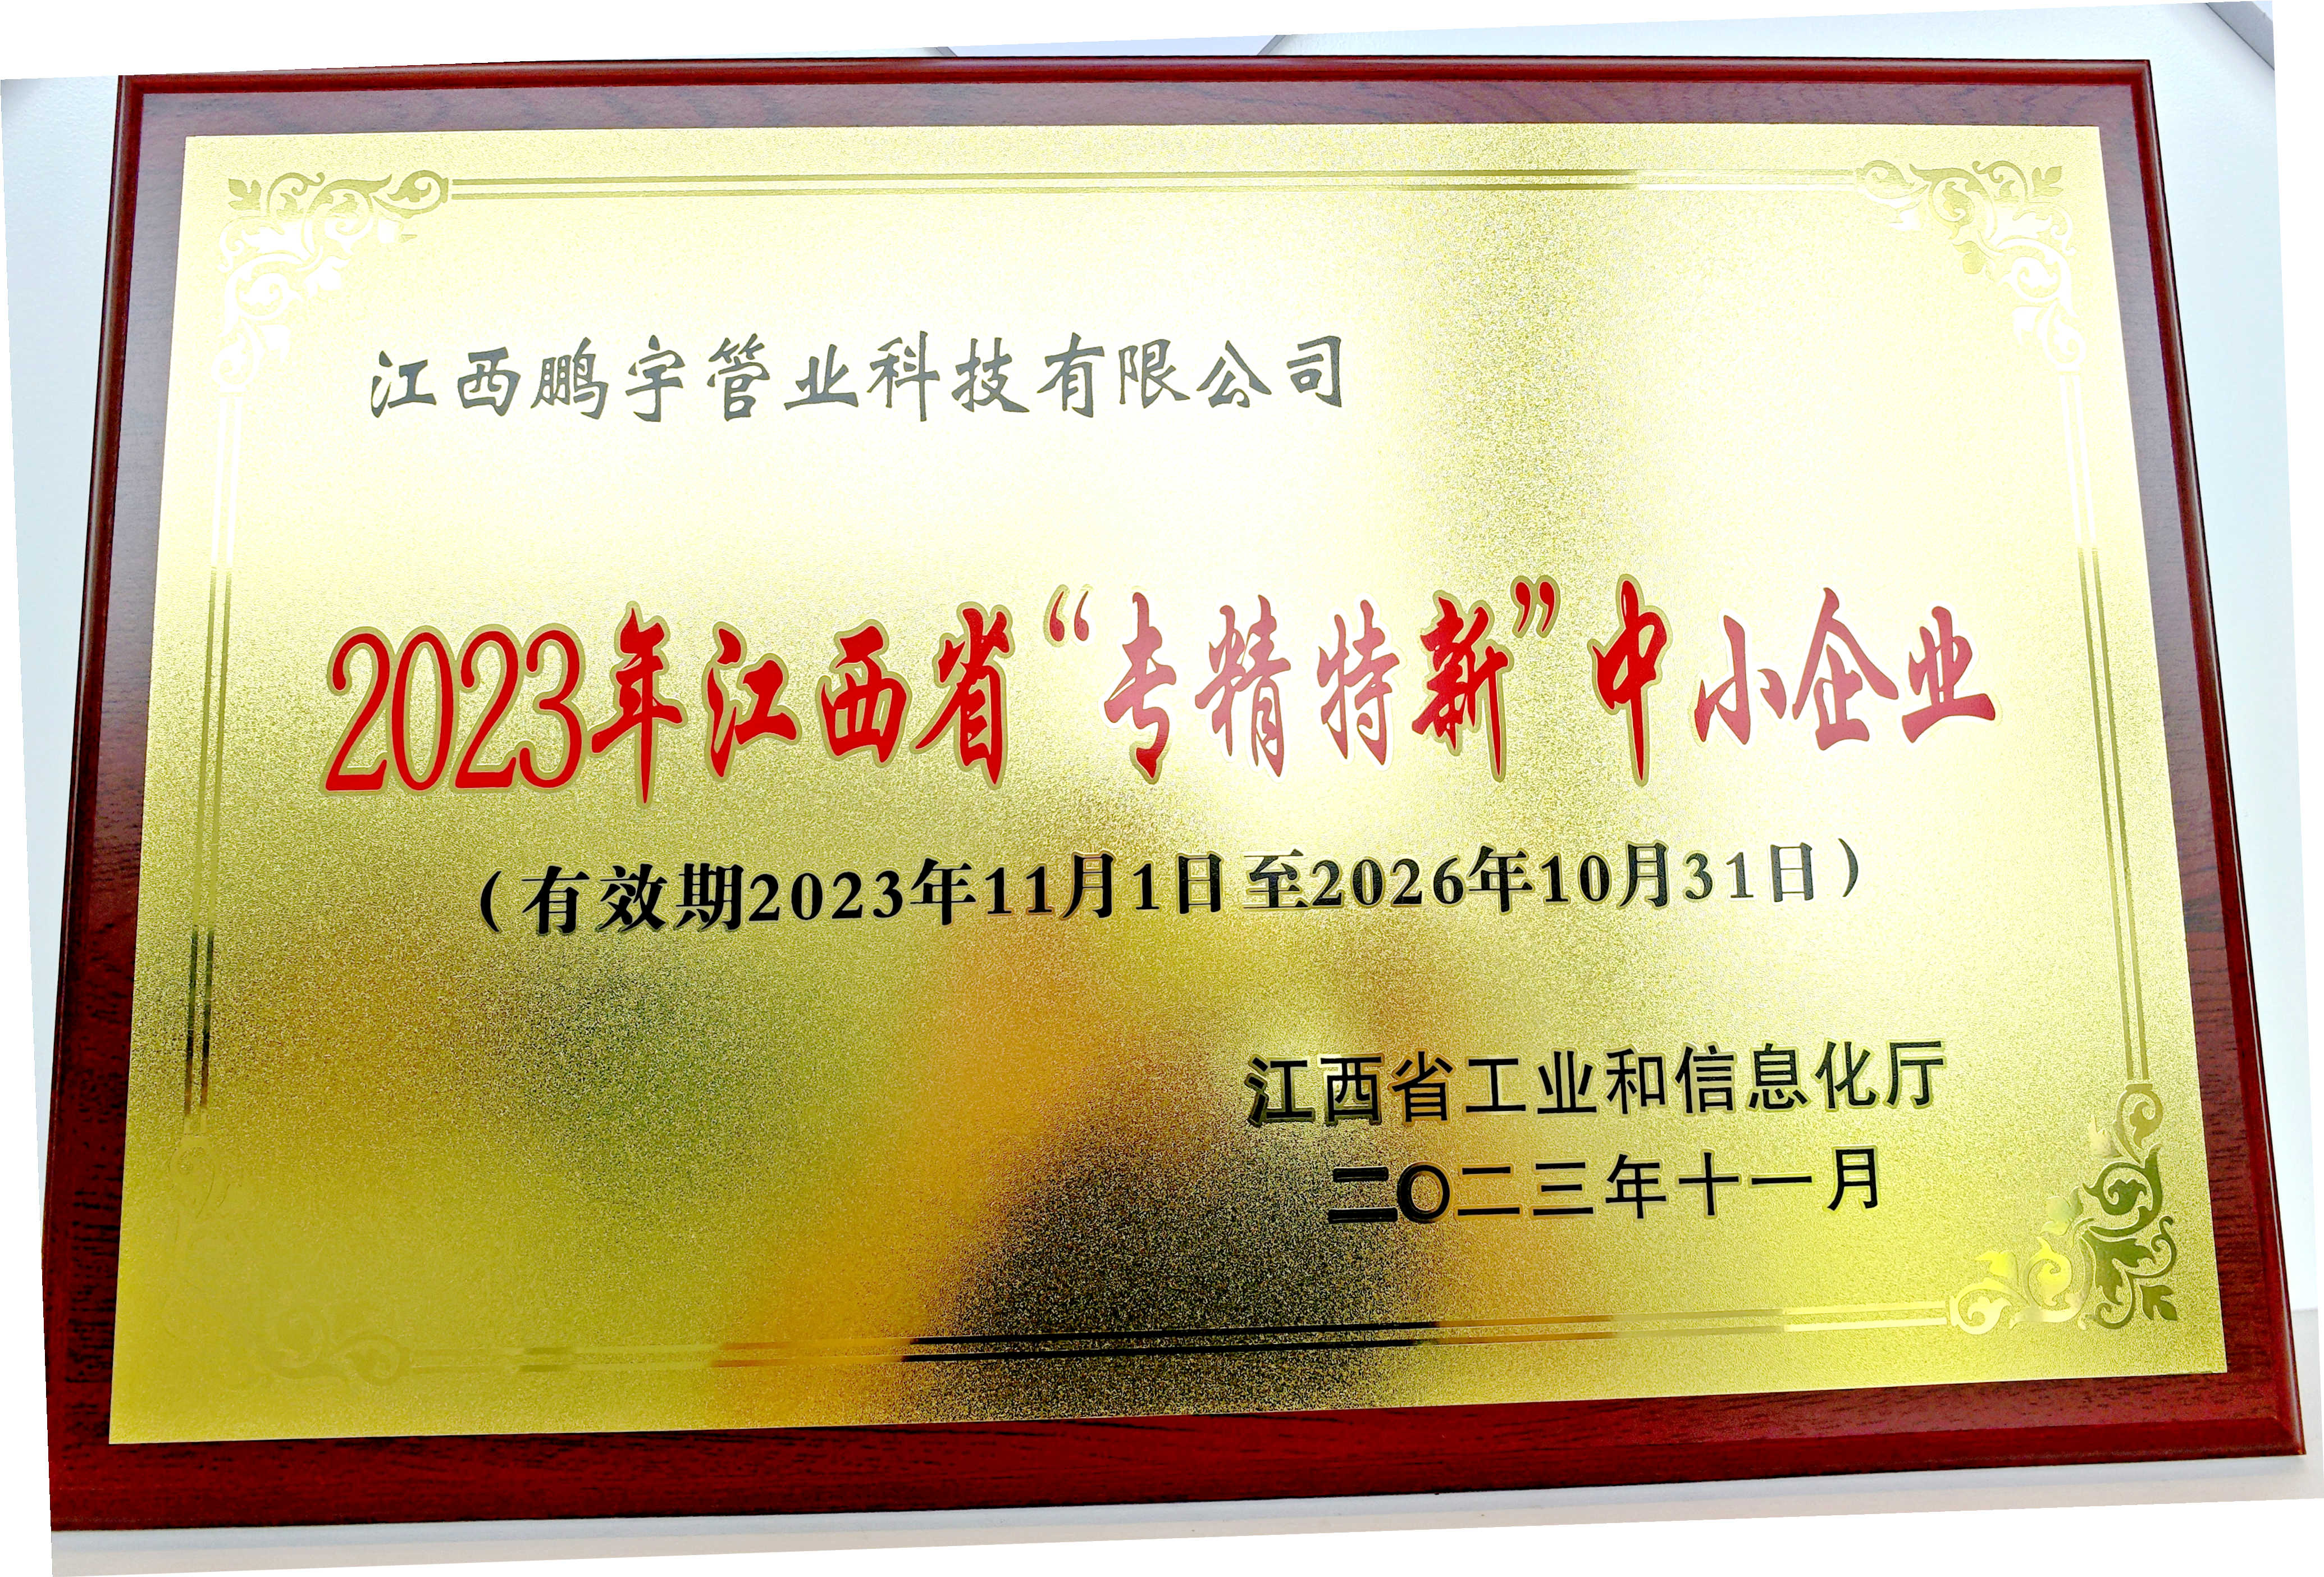 江西鹏宇管业科技有限公司
2023年江西省“专精特新”中小企业
（有效期2023年11月1日至2026年10月31日）
江西省工业和信息化厅
二〇二三年十一月